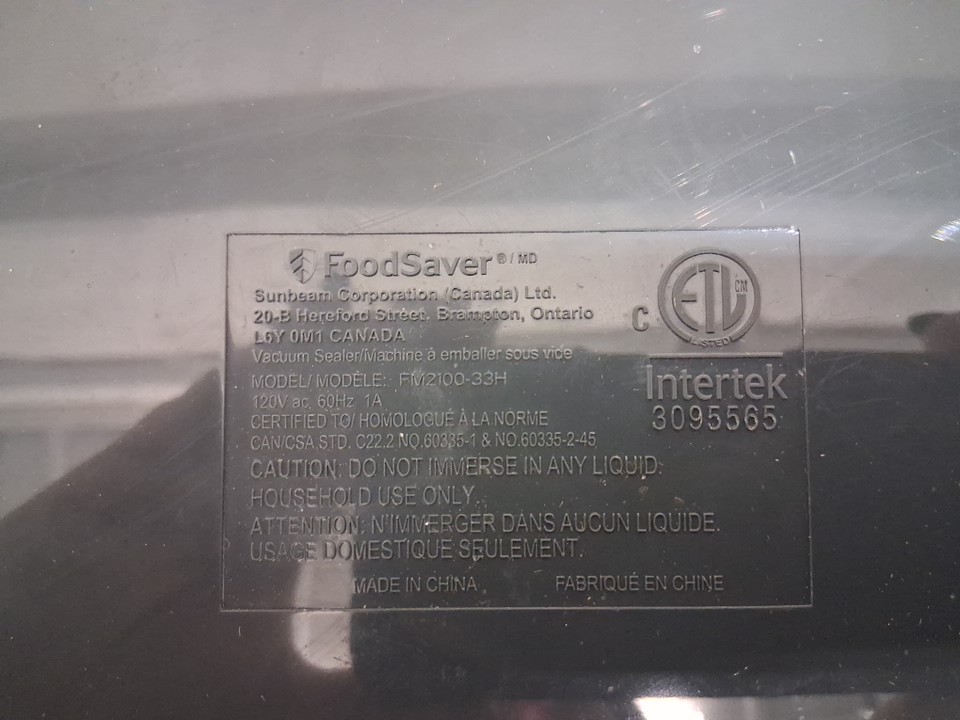 FoodSaver ®/MD
Sunbeam Corporation (Canada) Ltd.
20-B Hereford Street, Brampton, Ontario
L6Y 0M1 CANADA
Vacuum Sealer/Machine à emballer sous vide
MODEL/ MODÈLE: FM2100-33H
120V ac, 60Hz 1A
CERTIFIED TO/ HOMOLOGUÉ À LA NORME
CAN/CSA STD. C22.2 NO.60335-1 & NO.60335-2-45
CAUTION: DO NOT IMMERSE IN ANY LIQUID.
HOUSEHOLD USE ONLY.
ATTENTION: N'IMMERGER DANS AUCUN LIQUIDE.
USAGE DOMESTIQUE SEULEMENT.
MADE IN CHINA FABRIQUÉ EN CHINE
C ETL CM
LISTED
Intertek
3095565